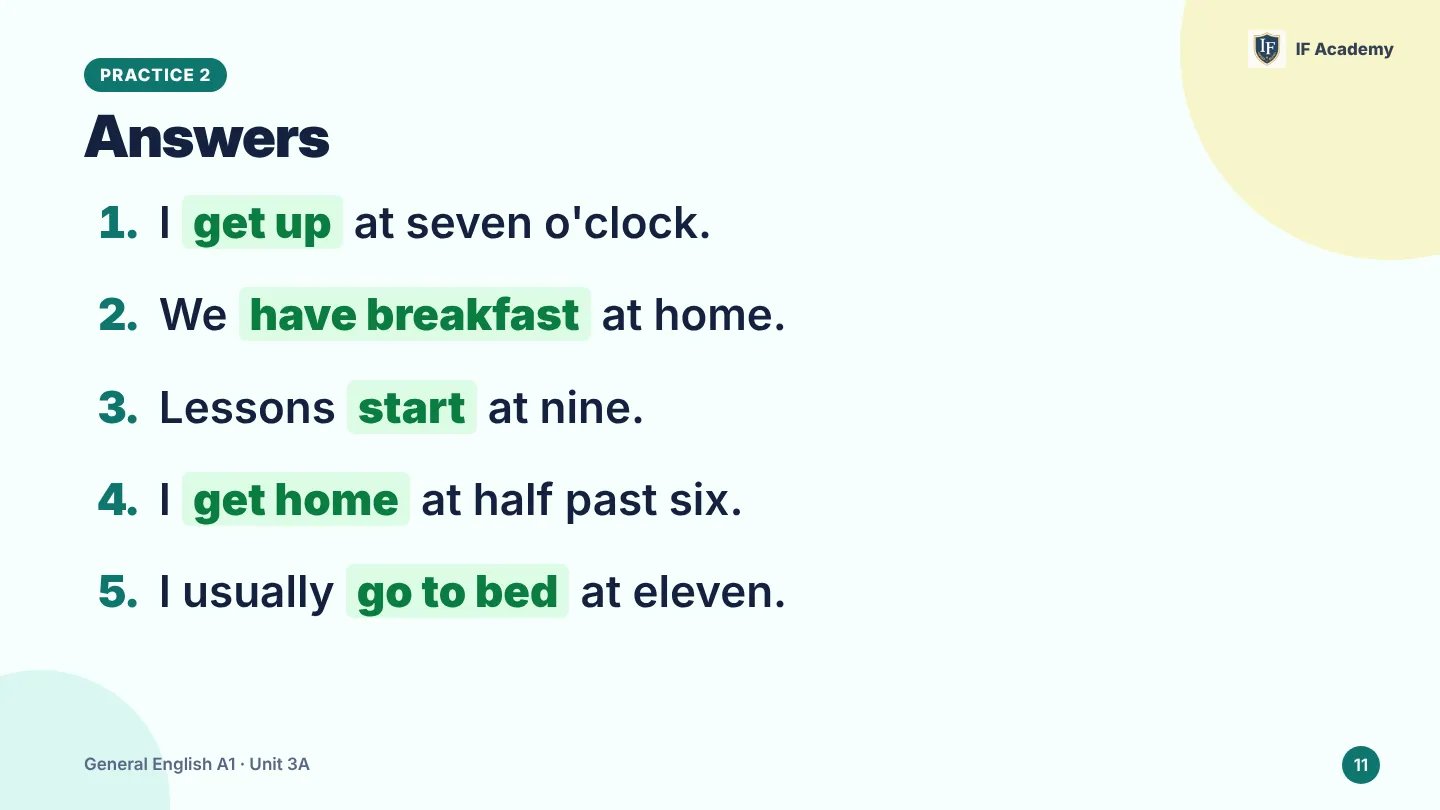 IF IF Academy
PRACTICE 2
Answers
1. I get up at seven o'clock.
2. We have breakfast at home.
3. Lessons start at nine.
4. I get home at half past six.
5. I usually go to bed at eleven.
General English A1 · Unit 3A
11